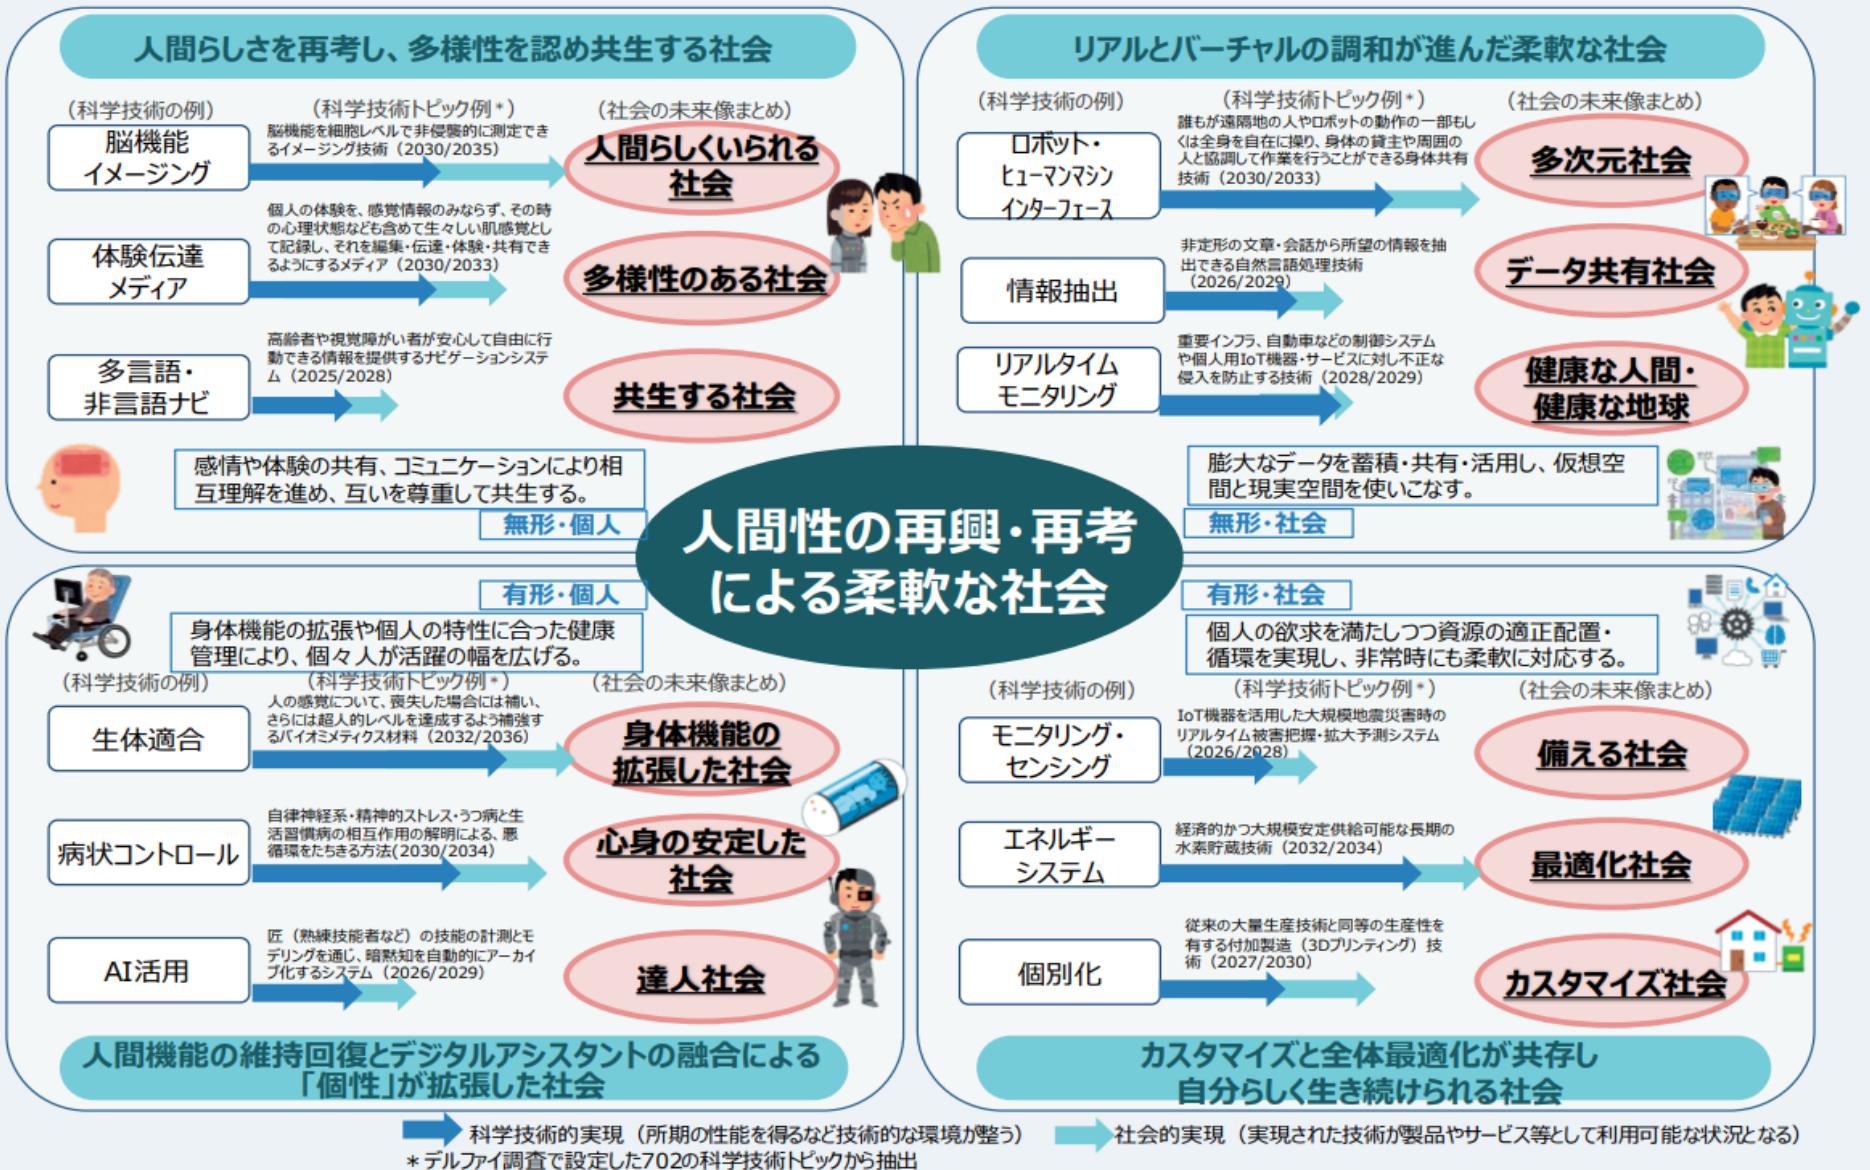 人間らしさを再考し、多様性を認め共生する社会
（科学技術の例）
（科学技術トピック例＊）
（社会の未来像まとめ）
脳機能
イメージング
脳機能を細胞レベルで非侵襲的に測定でき
るイメージング技術（2030/2035）
人間らしくいられる
社会
体験伝達
メディア
個人の体験を、感覚情報のみならず、その時
の心理状態なども含めて生々しい肌感覚とし
て記録し、それを編集・伝達・体験・共有でき
るようにするメディア（2030/2033）
多様性のある社会
多言語・
非言語ナビ
高齢者や視覚障がい者が安心して自由に行
動できる情報を提供するナビゲーションシステ
ム（2025/2028）
共生する社会
感情や体験の共有、コミュニケーションにより相
互理解を進め、互いを尊重して共生する。
無形・個人
リアルとバーチャルの調和が進んだ柔軟な社会
（科学技術の例）
（科学技術トピック例＊）
（社会の未来像まとめ）
ロボット・
ヒューマンマシン
インターフェース
誰もが遠隔地の人やロボットの動作の一部もし
くは全身を自在に操り、身体の貸主や周囲の
人と協調して作業を行うことができる身体共有
技術（2030/2033）
多次元社会
情報抽出
非定形の文章・会話から所望の情報を抽
出できる自然言語処理技術
（2026/2029）
データ共有社会
リアルタイム
モニタリング
重要インフラ、自動車などの制御システム
や個人用IoT機器・サービスに対し不正な
侵入を防止する技術（2028/2029）
健康な人間・
健康な地球
膨大なデータを蓄積・共有・活用し、仮想空
間と現実空間を使いこなす。
無形・社会
人間性の再興・再考
による柔軟な社会
有形・個人
身体機能の拡張や個人の特性に合った健康
管理により、個々人が活躍の幅を広げる。
（科学技術の例）
（科学技術トピック例＊）
（社会の未来像まとめ）
生体適合
人の感覚について、喪失した場合には補い、
さらには超人的レベルを達成するよう補強す
るバイオミメティクス材料（2032/2036）
身体機能の
拡張した社会
病状コントロール
自律神経系・精神的ストレス・うつ病と生
活習慣病の相互作用の解明による、悪
循環をたちきる方法(2030/2034）
心身の安定した
社会
AI活用
匠（熟練技能者など）の技能の計測とモ
デリングを通じ、暗黙知を自動的にアーカイ
ブ化するシステム（2026/2029）
達人社会
人間機能の維持回復とデジタルアシスタントの融合による
「個性」が拡張した社会
有形・社会
個人の欲求を満たしつつ資源の適正配置・
循環を実現し、非常時にも柔軟に対応する。
（科学技術の例）
（科学技術トピック例＊）
（社会の未来像まとめ）
モニタリング・
センシング
IoT機器を活用した大規模地震災害時の
リアルタイム被害把握・拡大予測システム
（2026/2028）
備える社会
エネルギー
システム
経済的かつ大規模安定供給可能な長期の
水素貯蔵技術（2032/2034）
最適化社会
個別化
従来の大量生産技術と同等の生産性を
有する付加製造（3Dプリンティング）技
術（2027/2030）
カスタマイズ社会
カスタマイズと全体最適化が共存し
自分らしく生き続けられる社会
科学技術的実現（所期の性能を得るなど技術的な環境が整う）
社会的実現（実現された技術が製品やサービス等として利用可能な状況となる）
＊デルファイ調査で設定した702の科学技術トピックから抽出